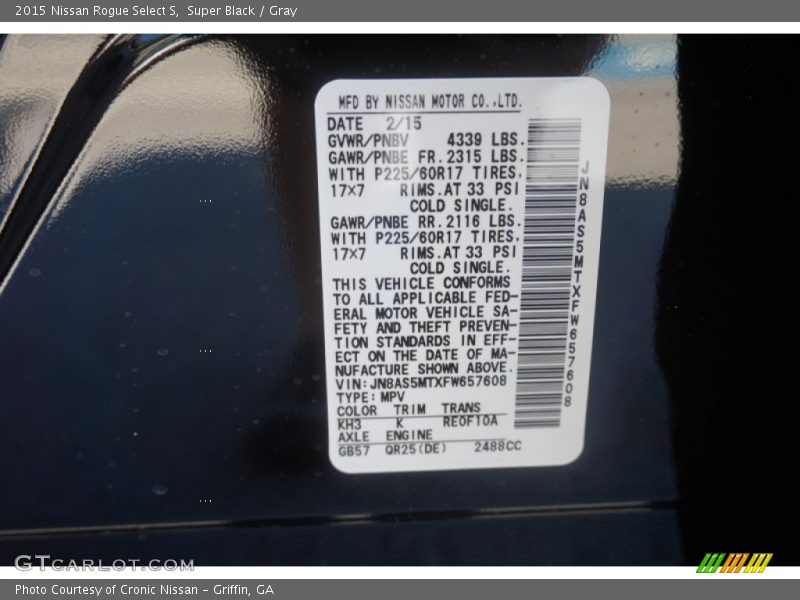 2015 Nissan Rogue Select S, Super Black / Gray
MFD BY NISSAN MOTOR CO.,LTD.
DATE 2/15
GVWR/PNBV 4339 LBS.
GAWR/PNBE FR. 2315 LBS.
WITH P225/60R17 TIRES.
17×7 RIMS. AT 33 PSI
COLD SINGLE.
GAWR/PNBE RR. 2116 LBS.
WITH P225/60R17 TIRES.
17×7 RIMS. AT 33 PSI
COLD SINGLE.
THIS VEHICLE CONFORMS
TO ALL APPLICABLE FED-
ERAL MOTOR VEHICLE SA-
FETY AND THEFT PREVEN-
TION STANDARDS IN EFF-
ECT ON THE DATE OF MA-
NUFACTURE SHOWN ABOVE.
VIN: JN8AS5MTXFW657608
TYPE: MPV
COLOR TRIM TRANS
KH3 K RE0F10A
AXLE ENGINE
GB57 QR25(DE) 2488CC
JN8AS5MTXFW657608
GTCARLOT.COM
Photo Courtesy of Cronic Nissan - Griffin, GA